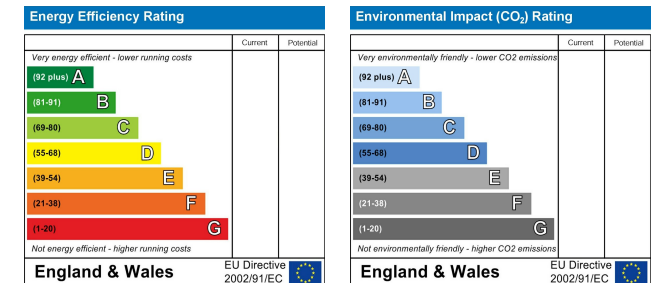 Energy Efficiency Rating
Current Potential
Very energy efficient - lower running costs
(92 plus) A
(81-91) B
(69-80) C
(55-68) D
(39-54) E
(21-38) F
(1-20) G
Not energy efficient - higher running costs
England & Wales
EU Directive
2002/91/EC
Environmental Impact (CO₂) Rating
Current Potential
Very environmentally friendly - lower CO2 emissions
(92 plus) A
(81-91) B
(69-80) C
(55-68) D
(39-54) E
(21-38) F
(1-20) G
Not environmentally friendly - higher CO2 emissions
England & Wales
EU Directive
2002/91/EC